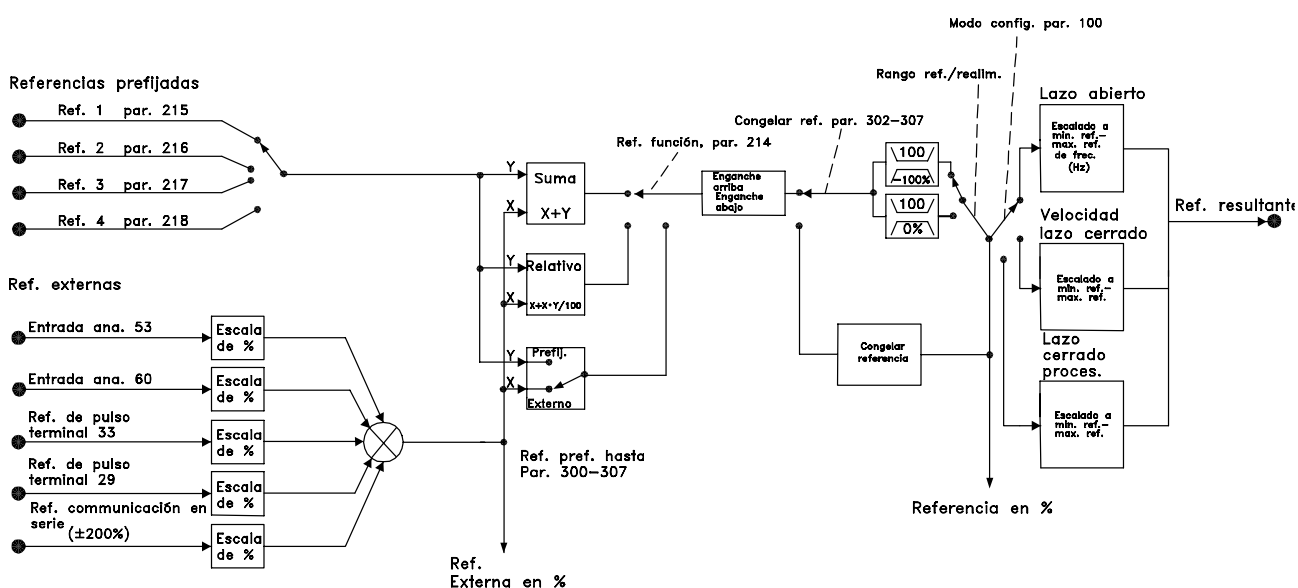 Modo config. par. 100
Rango ref./realim.
Referencias prefijadas
Ref. 1 par. 215
Ref. 2 par. 216
Ref. 3 par. 217
Ref. 4 par. 218
Y
Suma
X
X+Y
Y
Relativo
X
X+X*Y/100
Y
Prefij.
X
Externo
Ref. función, par. 214
Congelar ref par. 302-307
Enganche
arriba
Enganche
abajo
100
-100%
100
0%
Lazo abierto
Escalado a
min. ref.-
max. ref.
de frec.
(Hz)
Velocidad
lazo cerrado
Escalado a
min. ref.-
max. ref.
Lazo
cerrado
proces.
Escalado a
min. ref.-
max. ref.
Ref. resultante
Congelar
referencia
Referencia en %
Ref. externas
Entrada ana. 53
Escala
de %
Entrada ana. 60
Escala
de %
Ref. de pulso
terminal 33
Escala
de %
Ref. de pulso
terminal 29
Escala
de %
Ref. communicación en
serie
(±200%)
Escala
de %
Ref. pref. hasta
Par. 300-307
Ref.
Externa en %